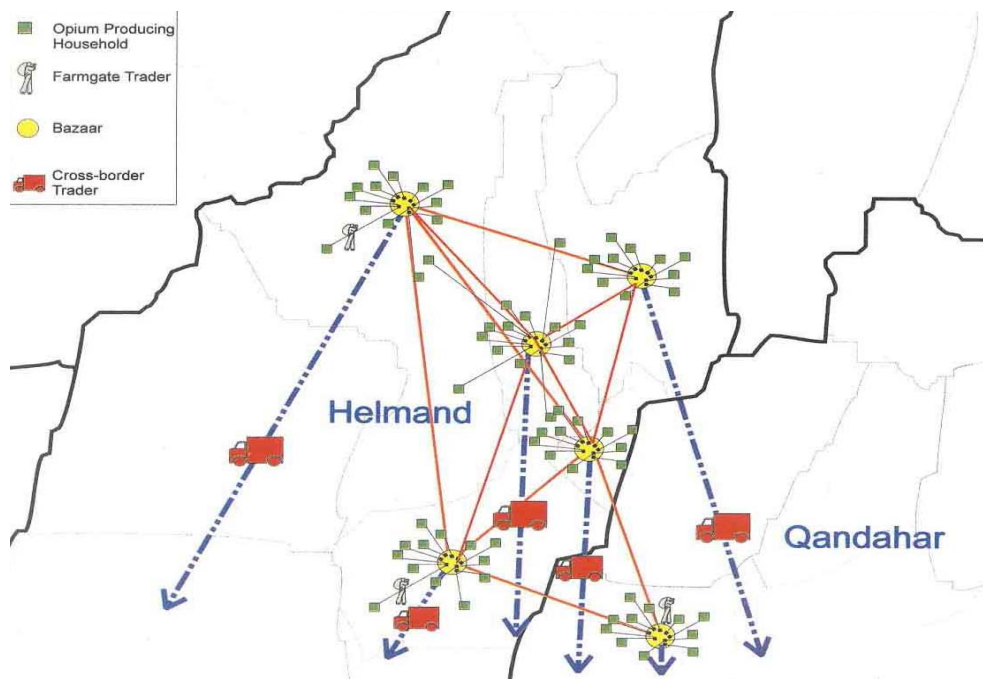 Opium Producing
Household
Farmgate Trader
Bazaar
Cross-border
Trader
Helmand
Qandahar